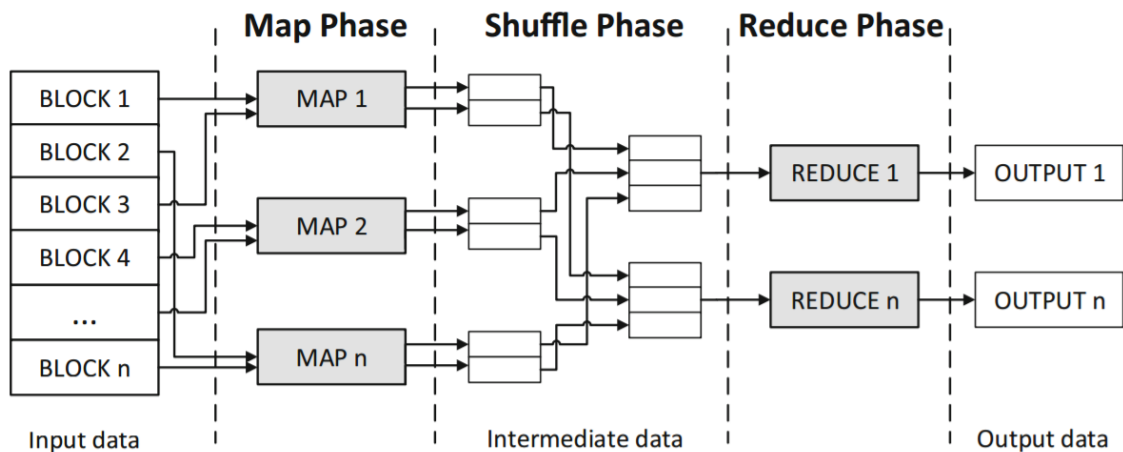 Map Phase
Shuffle Phase
Reduce Phase
BLOCK 1
BLOCK 2
BLOCK 3
BLOCK 4
...
BLOCK n
MAP 1
MAP 2
MAP n
REDUCE 1
REDUCE n
OUTPUT 1
OUTPUT n
Input data
Intermediate data
Output data